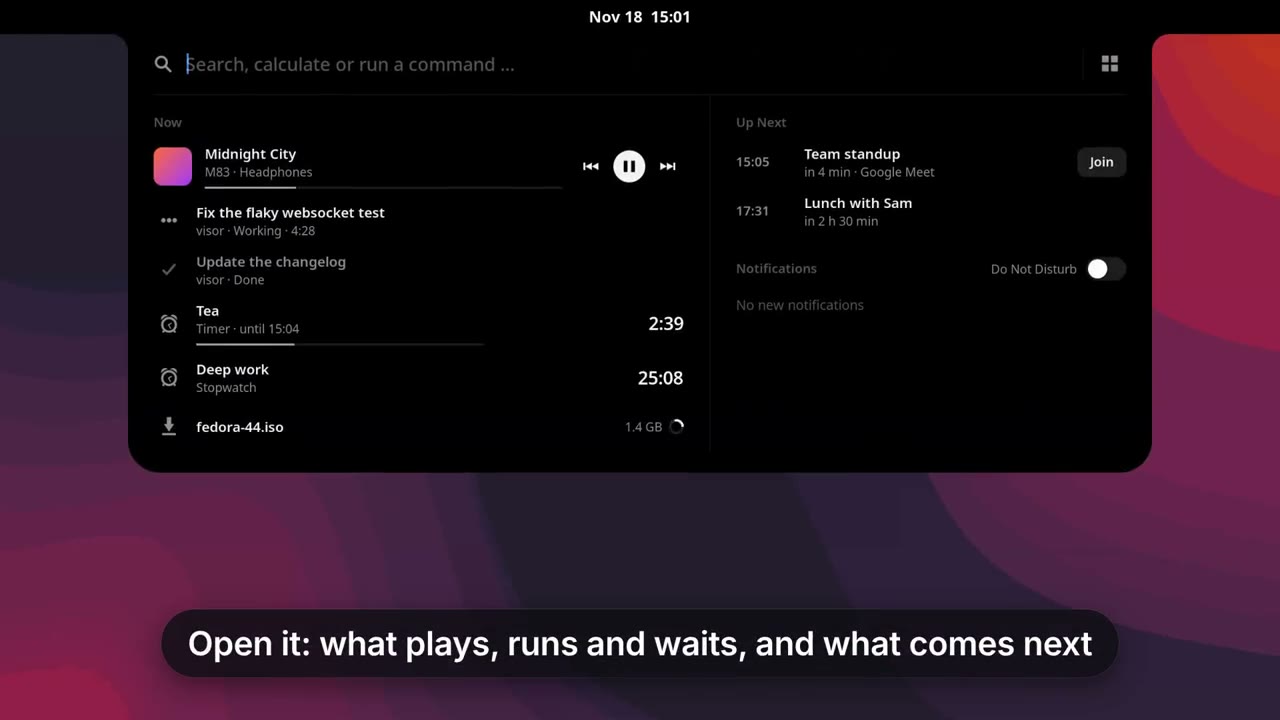 Nov 18 15:01
Search, calculate or run a command ...
Now
Midnight City
M83 · Headphones
Fix the flaky websocket test
visor · Working · 4:28
Update the changelog
visor · Done
Tea
Timer · until 15:04
2:39
Deep work
Stopwatch
25:08
fedora-44.iso
1.4 GB
Up Next
15:05
Team standup
in 4 min · Google Meet
Join
17:31
Lunch with Sam
in 2 h 30 min
Notifications
Do Not Disturb
No new notifications
Open it: what plays, runs and waits, and what comes next